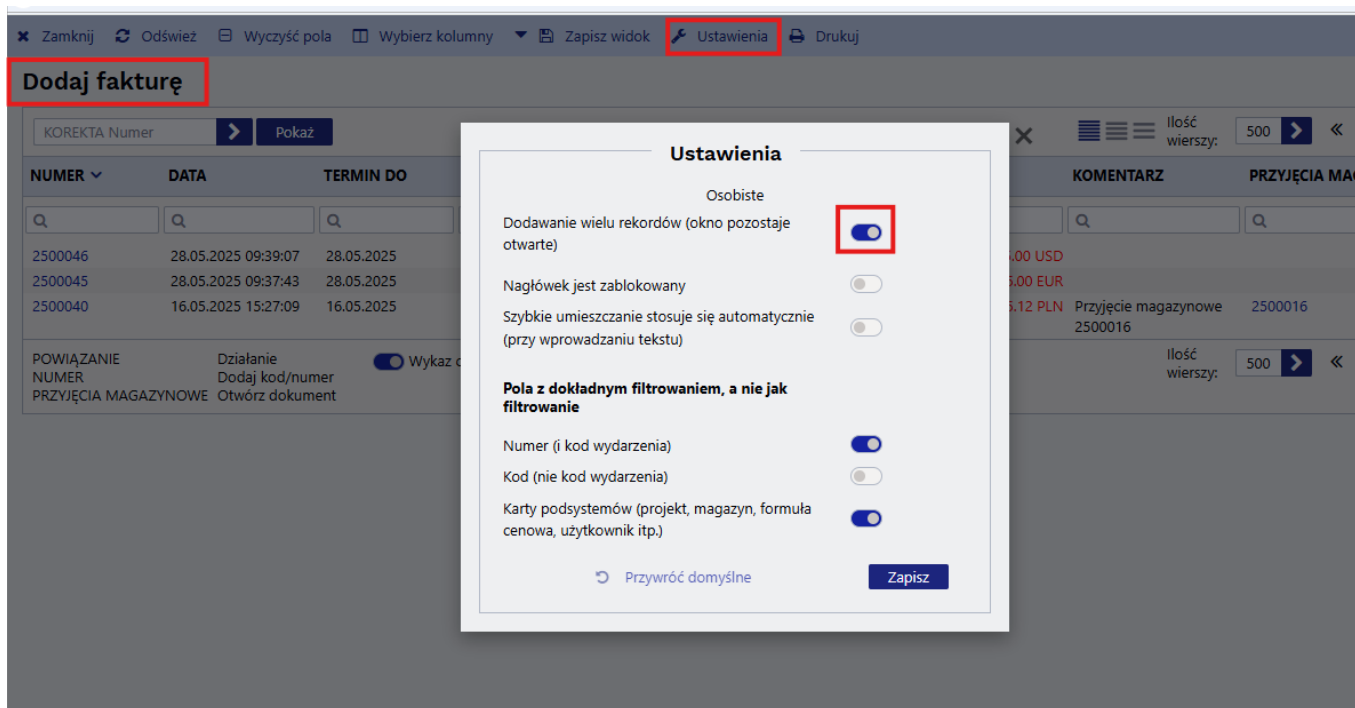 Zamknij Odśwież Wyczyść pola Wybierz kolumny Zapisz widok Ustawienia Drukuj
Dodaj fakturę
KOREKTA Numer Pokaż
Ilość
wierszy: 500
NUMER DATA TERMIN DO KOMENTARZ PRZYJĘCIA
2500046 28.05.2025 09:39:07 28.05.2025 .00 USD
2500045 28.05.2025 09:37:43 28.05.2025 .00 EUR
2500040 16.05.2025 15:27:09 16.05.2025 .12 PLN Przyjęcie magazynowe 2500016
2500016
POWIĄZANIE Działanie Wykaz
NUMER Dodaj kod/numer
PRZYJĘCIA MAGAZYNOWE Otwórz dokument
Ilość
wierszy: 500
Ustawienia
Osobiste
Dodawanie wielu rekordów (okno pozostaje
otwarte)
Nagłówek jest zablokowany
Szybkie umieszczanie stosuje się automatycznie
(przy wprowadzaniu tekstu)
Pola z dokładnym filtrowaniem, a nie jak
filtrowanie
Numer (i kod wydarzenia)
Kod (nie kod wydarzenia)
Karty podsystemów (projekt, magazyn, formuła
cenowa, użytkownik itp.)
Przywróć domyślne Zapisz